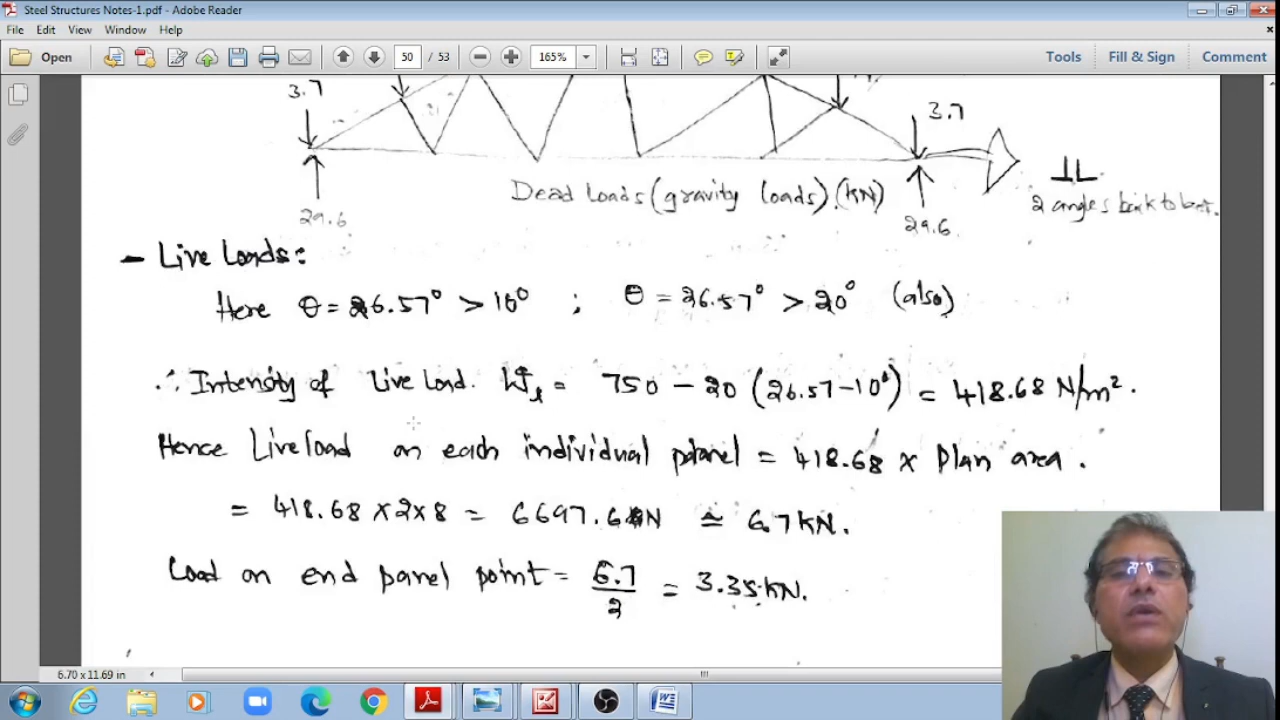 Steel Structures Notes-1.pdf - Adobe Reader
File Edit View Window Help
Open 50 / 53 165% Tools Fill & Sign Comment
3.7
3.7
29.6
Dead Loads (gravity loads) (KN)
29.6
2 angles back to back.
- Live Loads:
Here θ = 26.57° > 10° ; θ = 26.57° > 20° (also)
∴ Intensity of live load. = 750 - 20 (26.57-10°) = 418.68 N/m².
Hence Live load on each individual panel = 418.68 x Plan area.
= 418.68 x 2 x 8 = 6697.6 N ≃ 6.7 KN.
Load on end panel point = 6.7/2 = 3.35 KN.
6.70 x 11.69 in